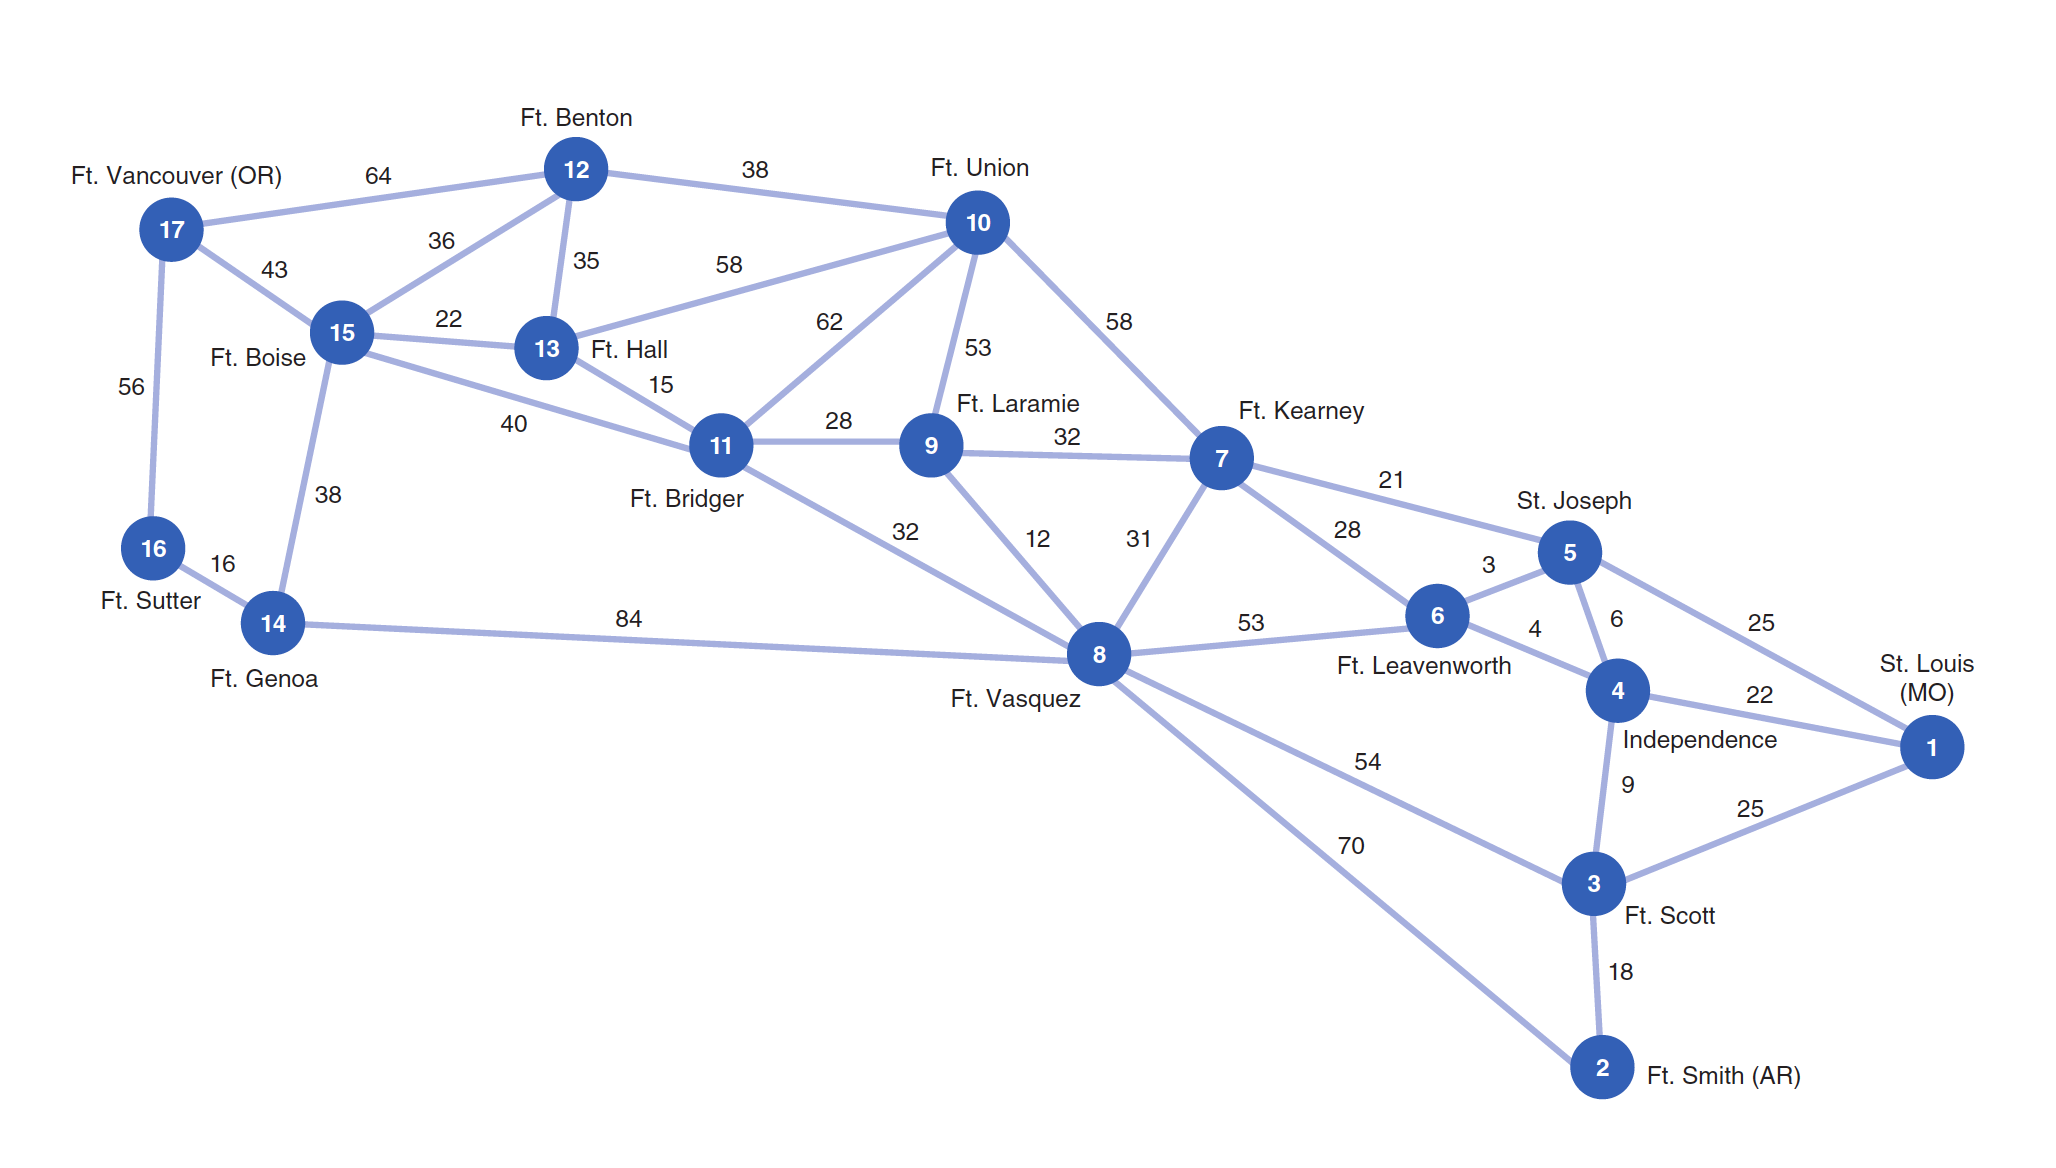 Ft. Benton
12
Ft. Vancouver (OR)
64
38
Ft. Union
17
10
36
43
35
58
15
22
13
Ft. Hall
62
58
Ft. Boise
53
56
15
40
Ft. Laramie
28
32
Ft. Kearney
11
9
7
38
Ft. Bridger
21
St. Joseph
16
16
32
12
31
28
5
3
Ft. Sutter
14
84
53
6
4
6
25
Ft. Genoa
8
Ft. Leavenworth
St. Louis
(MO)
Ft. Vasquez
4
22
Independence
1
54
9
25
70
3
Ft. Scott
18
2
Ft. Smith (AR)